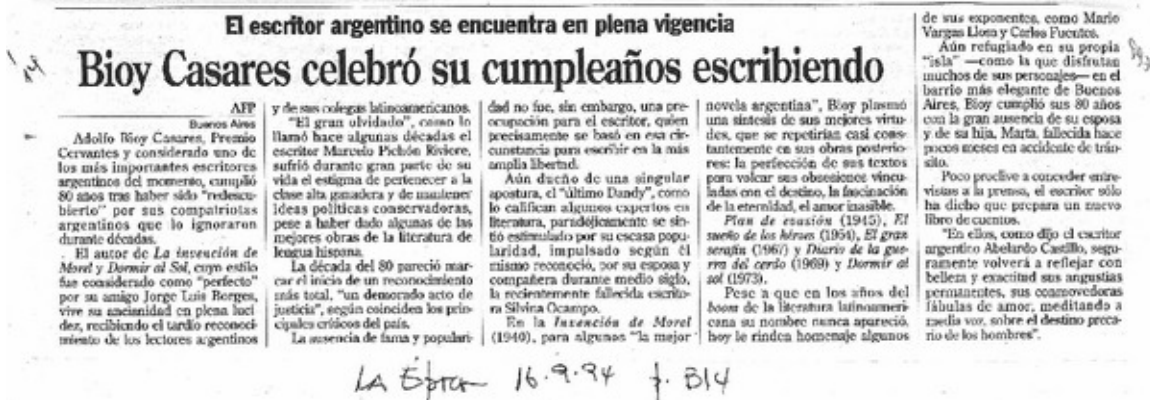 El escritor argentino se encuentra en plena vigencia
Bioy Casares celebró su cumpleaños escribiendo
AFP
Buenos Aires
Adolfo Bioy Casares, Premio
Cervantes y considerado uno de
los más importantes escritores
argentinos del momento, cumplió
80 años tras haber sido "redescu-
bierto" por sus compatriotas
argentinos que lo ignoraron
durante décadas.
El autor de La invención de
Morel y Dormir al Sol, cuyo estilo
fue considerado como "perfecto"
por su amigo Jorge Luis Borges,
vive su ancianidad en plena luci-
dez, recibiendo el tardío reconoci-
miento de los lectores argentinos
y de sus colegas latinoamericanos.
"El gran olvidado", como lo
llamó hace algunas décadas el
escritor Marcelo Pichón Riviere,
sufrió durante gran parte de su
vida el estigma de pertenecer a la
clase alta ganadera y de mantener
ideas políticas conservadoras,
pese a haber dado algunas de las
mejores obras de la literatura de
lengua hispana.
La década del 80 pareció mar-
car el inicio de un reconocimiento
más total, "un demorado acto de
justicia", según coinciden los prin-
cipales críticos del país.
La ausencia de fama y populari-
dad no fue, sin embargo, una pre-
ocupación para el escritor, quien
precisamente se basó en esa cir-
cunstancia para escribir en la más
amplia libertad.
Aún dueño de una singular
apostura, el "último Dandy", como
lo califican algunos expertos en
literatura, paradójicamente se sin-
tió estimulado por su escasa popu-
laridad, impulsado según él
mismo reconoció, por su esposa y
compañera durante medio siglo,
la recientemente fallecida escrito-
ra Silvina Ocampo.
En la Invención de Morel
(1940), para algunos "la mejor
novela argentina", Bioy plasmó
una síntesis de sus mejores virtu-
des, que se repetirían casi cons-
tantemente en sus obras posterio-
res: la perfección de sus textos
para volcar sus obsesiones vincu-
ladas con el destino, la fascinación
de la eternidad, el amor inasible.
Plan de evasión (1945), El
sueño de los héroes (1954), El gran
serafín (1967) y Diario de la gue-
rra del cerdo (1969) y Dormir al
sol (1973).
Pese a que en los años del
boom de la literatura latinoameri-
cana su nombre nunca apareció,
hoy le rinden homenaje algunos
de sus exponentes, como Mario
Vargas Llosa y Carlos Fuentes.
Aún refugiado en su propia
"isla" —como la que disfrutan
muchos de sus personajes— en el
barrio más elegante de Buenos
Aires, Bioy cumplió sus 80 años
con la gran ausencia de su esposa
y de su hija, Marta, fallecida hace
pocos meses en accidente de trán-
sito.
Poco proclive a conceder entre-
vistas a la prensa, el escritor sólo
ha dicho que prepara un nuevo
libro de cuentos.
"En ellos, como dijo el escritor
argentino Abelardo Castillo, segu-
ramente volverá a reflejar con
belleza y exactitud sus angustias
permanentes, sus conmovedoras
fábulas de amor, meditando a
media voz, sobre el destino preca-
rio de los hombres".
LA Época 16.9.94 p. B14